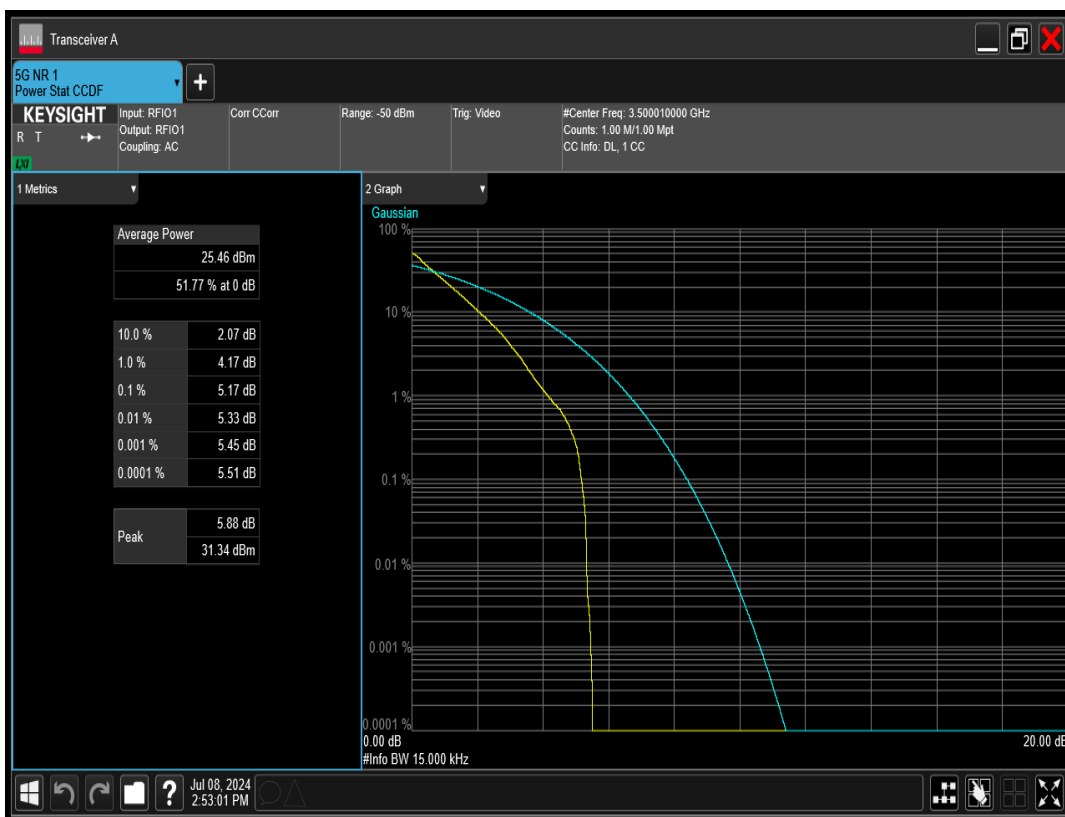 Transceiver A
5G NR 1
Power Stat CCDF
+
KEYSIGHT
R T
LXI
Input: RFIO1
Output: RFIO1
Coupling: AC
Corr CCorr
Range: -50 dBm
Trig: Video
#Center Freq: 3.500010000 GHz
Counts: 1.00 M/1.00 Mpt
CC Info: DL, 1 CC
1 Metrics
Average Power
25.46 dBm
51.77 % at 0 dB
10.0 % 2.07 dB
1.0 % 4.17 dB
0.1 % 5.17 dB
0.01 % 5.33 dB
0.001 % 5.45 dB
0.0001 % 5.51 dB
Peak
5.88 dB
31.34 dBm
2 Graph
Gaussian
100 %
10 %
1 %
0.1 %
0.01 %
0.001 %
0.0001 %
0.00 dB 20.00 dB
#Info BW 15.000 kHz
?
Jul 08, 2024
2:53:01 PM